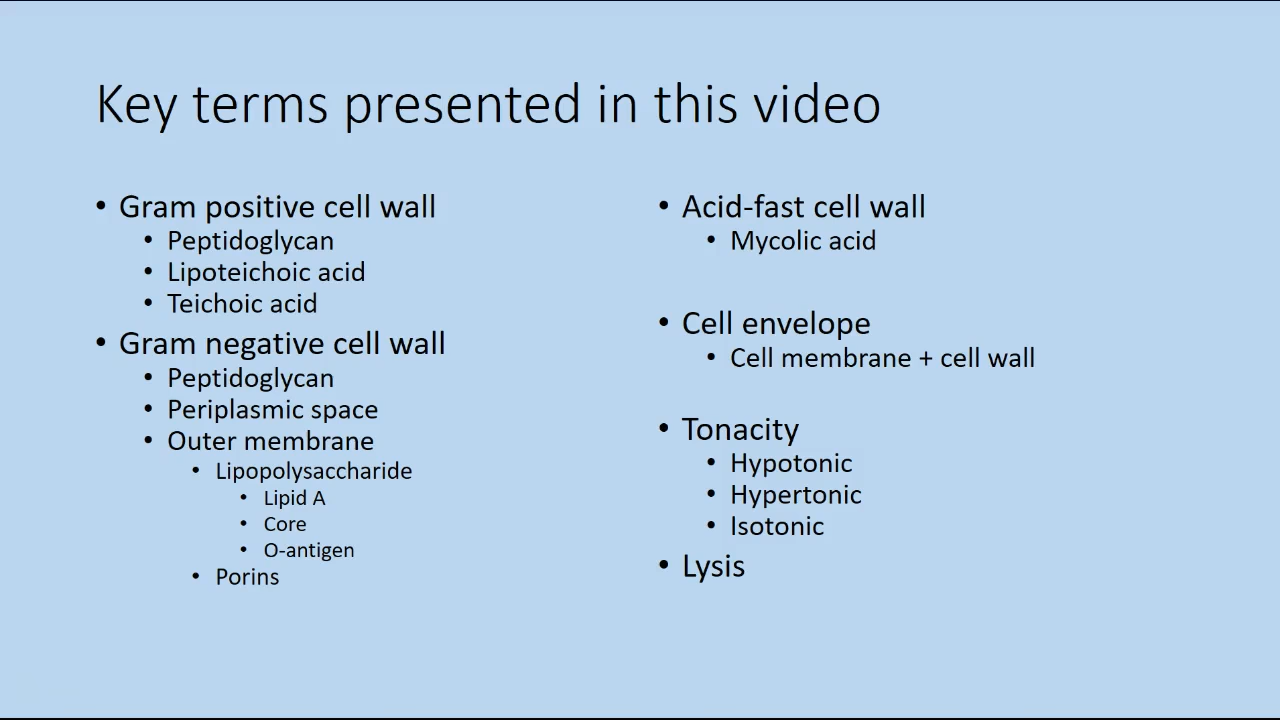 Key terms presented in this video
• Gram positive cell wall
• Peptidoglycan
• Lipoteichoic acid
• Teichoic acid
• Gram negative cell wall
• Peptidoglycan
• Periplasmic space
• Outer membrane
• Lipopolysaccharide
• Lipid A
• Core
• O-antigen
• Porins
• Acid-fast cell wall
• Mycolic acid
• Cell envelope
• Cell membrane + cell wall
• Tonacity
• Hypotonic
• Hypertonic
• Isotonic
• Lysis